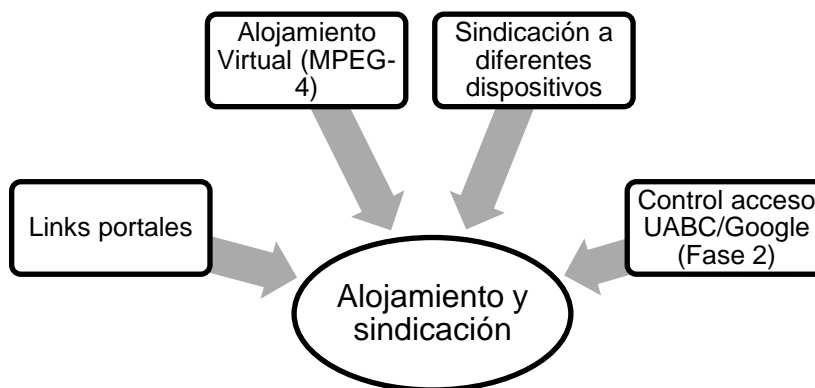 Alojamiento
Virtual (MPEG-
4)
Sindicación a
diferentes
dispositivos
Links portales
Control acceso
UABC/Google
(Fase 2)
Alojamiento y
sindicación